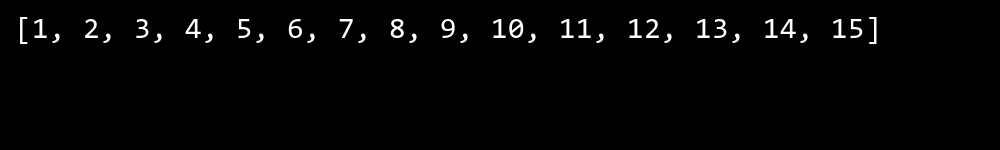 [1, 2, 3, 4, 5, 6, 7, 8, 9, 10, 11, 12, 13, 14, 15]